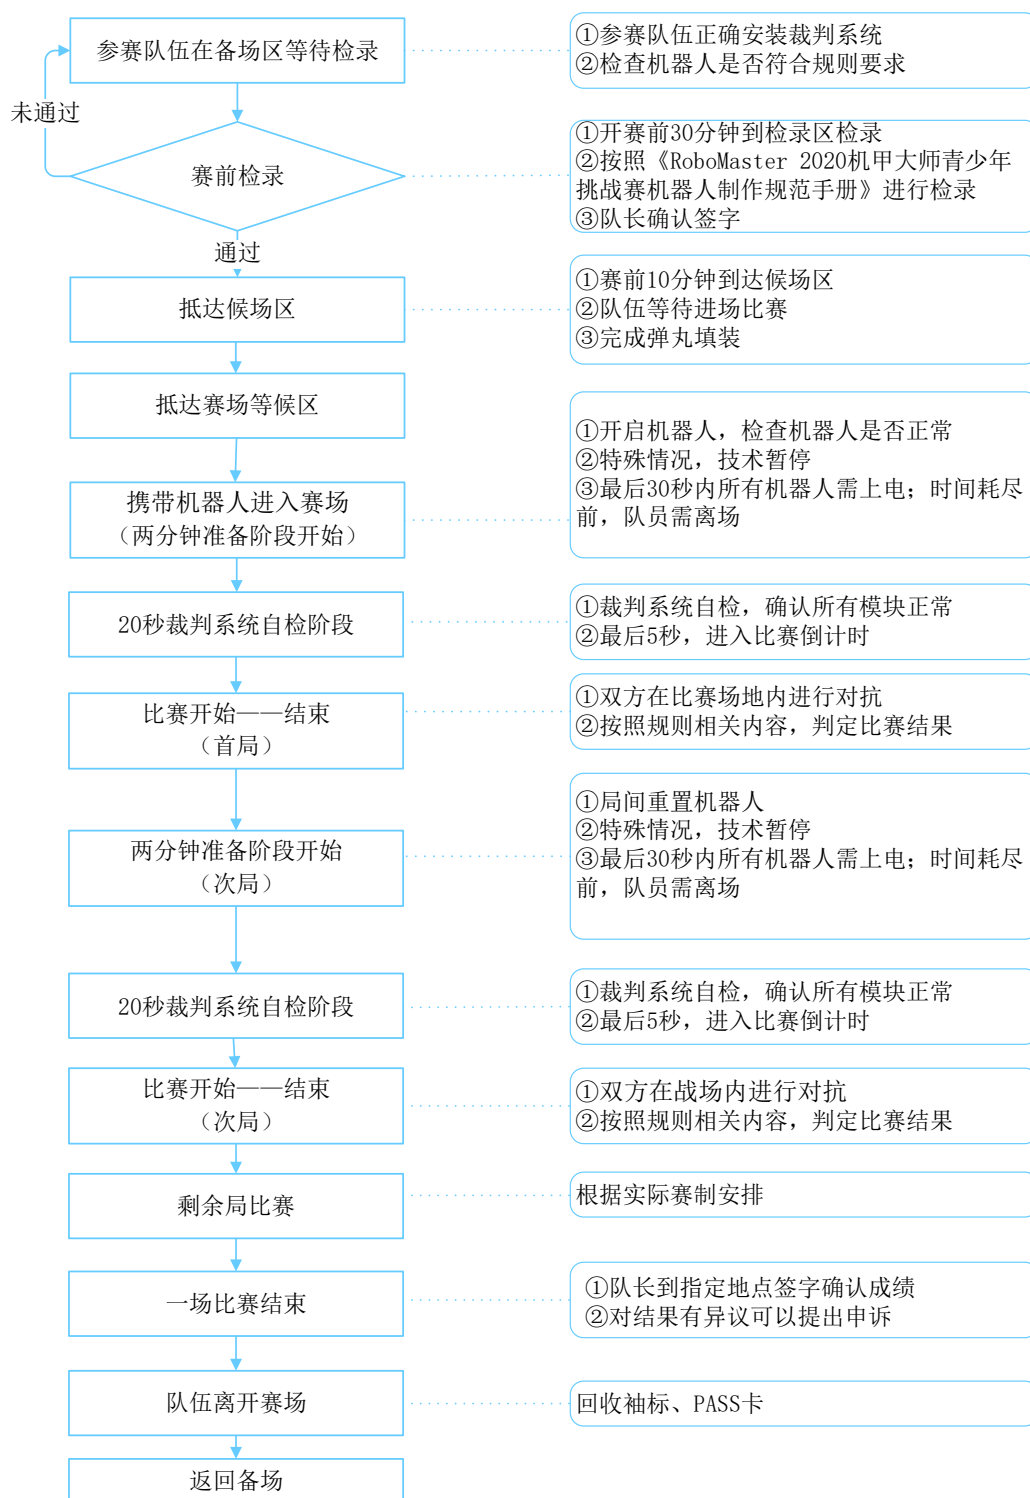 参赛队伍在备场区等待检录
①参赛队伍正确安装裁判系统
②检查机器人是否符合规则要求
未通过
赛前检录
①开赛前30分钟到检录区检录
②按照《RoboMaster 2020机甲大师青少年
挑战赛机器人制作规范手册》进行检录
③队长确认签字
通过
抵达候场区
①赛前10分钟到达候场区
②队伍等待进场比赛
③完成弹丸填装
抵达赛场等候区
携带机器人进入赛场
（两分钟准备阶段开始）
①开启机器人，检查机器人是否正常
②特殊情况，技术暂停
③最后30秒内所有机器人需上电；时间耗尽
前，队员需离场
20秒裁判系统自检阶段
①裁判系统自检，确认所有模块正常
②最后5秒，进入比赛倒计时
比赛开始——结束
（首局）
①双方在比赛场地内进行对抗
②按照规则相关内容，判定比赛结果
两分钟准备阶段开始
（次局）
①局间重置机器人
②特殊情况，技术暂停
③最后30秒内所有机器人需上电；时间耗尽
前，队员需离场
20秒裁判系统自检阶段
①裁判系统自检，确认所有模块正常
②最后5秒，进入比赛倒计时
比赛开始——结束
（次局）
①双方在战场内进行对抗
②按照规则相关内容，判定比赛结果
剩余局比赛
根据实际赛制安排
一场比赛结束
①队长到指定地点签字确认成绩
②对结果有异议可以提出申诉
队伍离开赛场
回收袖标、PASS卡
返回备场